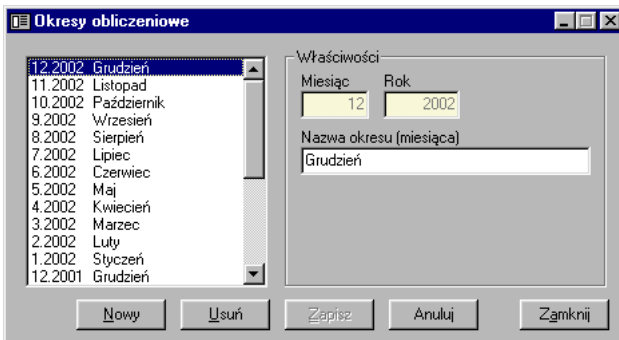 Okresy obliczeniowe
12.2002 Grudzień
11.2002 Listopad
10.2002 Październik
9.2002 Wrzesień
8.2002 Sierpień
7.2002 Lipiec
6.2002 Czerwiec
5.2002 Maj
4.2002 Kwiecień
3.2002 Marzec
2.2002 Luty
1.2002 Styczeń
12.2001 Grudzień
Właściwości
Miesiąc Rok
12 2002
Nazwa okresu (miesiąca)
Grudzień
Nowy Usuń Zapisz Anuluj Zamknij